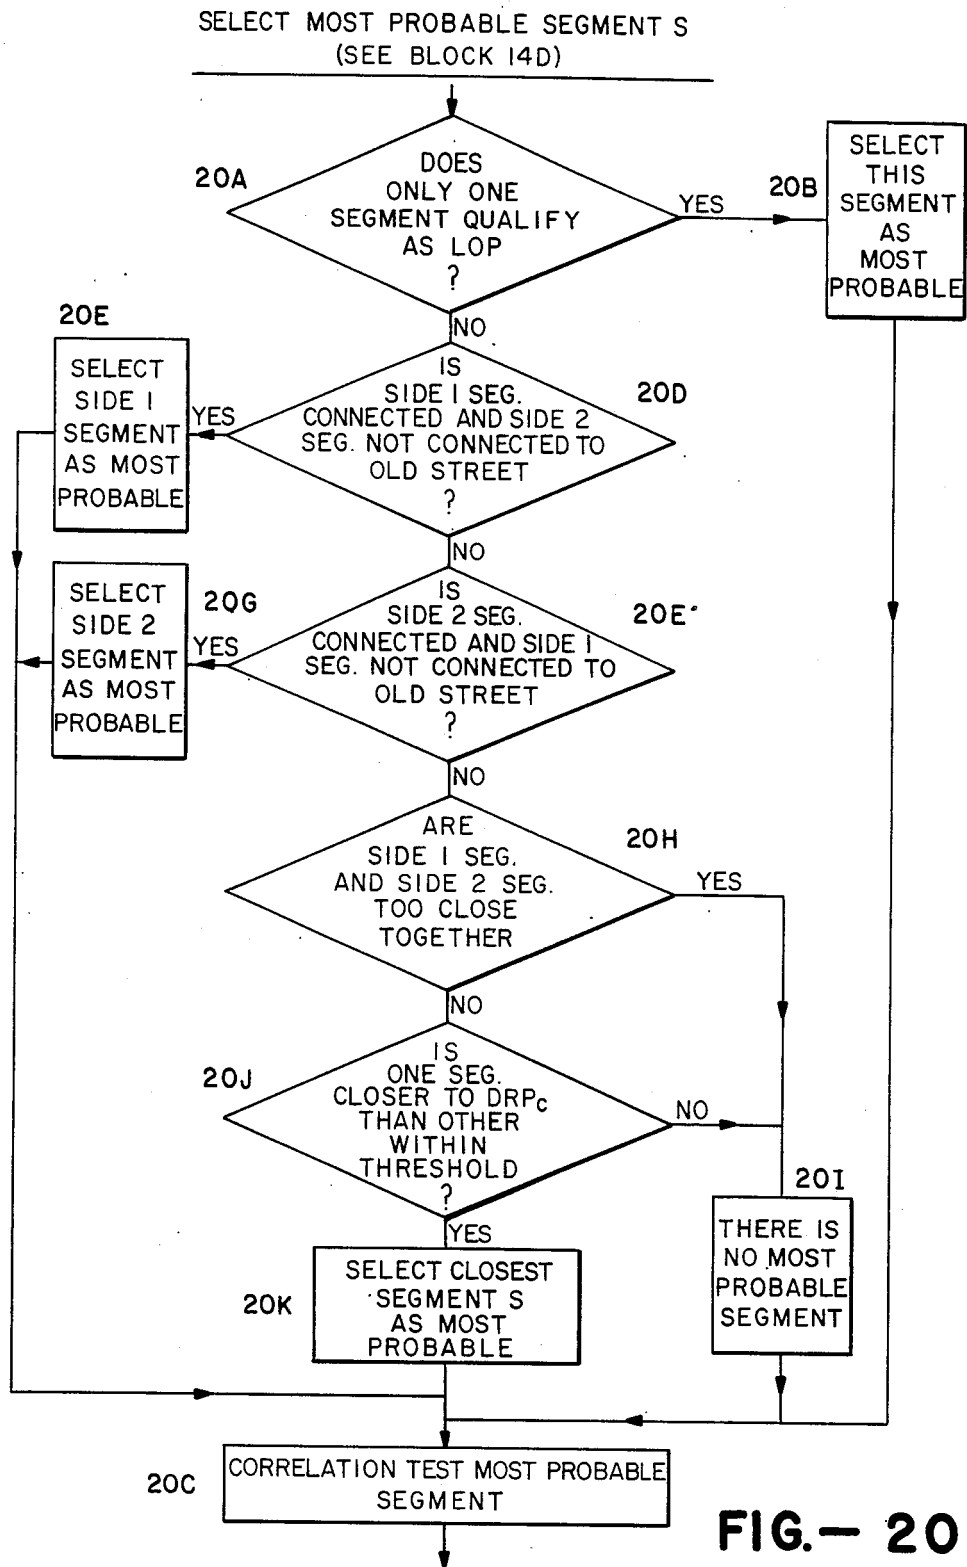 SELECT MOST PROBABLE SEGMENT S
(SEE BLOCK 14D)
20A
DOES
ONLY ONE
SEGMENT QUALIFY
AS LOP
?
YES
20B
SELECT
THIS
SEGMENT
AS
MOST
PROBABLE
NO
20E
SELECT
SIDE 1
SEGMENT
AS MOST
PROBABLE
YES
IS
SIDE 1 SEG.
CONNECTED AND SIDE 2
SEG. NOT CONNECTED TO
OLD STREET
?
20D
NO
SELECT
SIDE 2
SEGMENT
AS MOST
PROBABLE
20G
YES
IS
SIDE 2 SEG.
CONNECTED AND SIDE 1
SEG. NOT CONNECTED TO
OLD STREET
?
20E'
NO
ARE
SIDE 1 SEG.
AND SIDE 2 SEG.
TOO CLOSE
TOGETHER
20H
YES
NO
20J
IS
ONE SEG.
CLOSER TO DRPc
THAN OTHER
WITHIN
THRESHOLD
?
NO
YES
20I
THERE IS
NO MOST
PROBABLE
SEGMENT
20K
SELECT CLOSEST
SEGMENT S
AS MOST
PROBABLE
20C
CORRELATION TEST MOST PROBABLE
SEGMENT
FIG.— 20